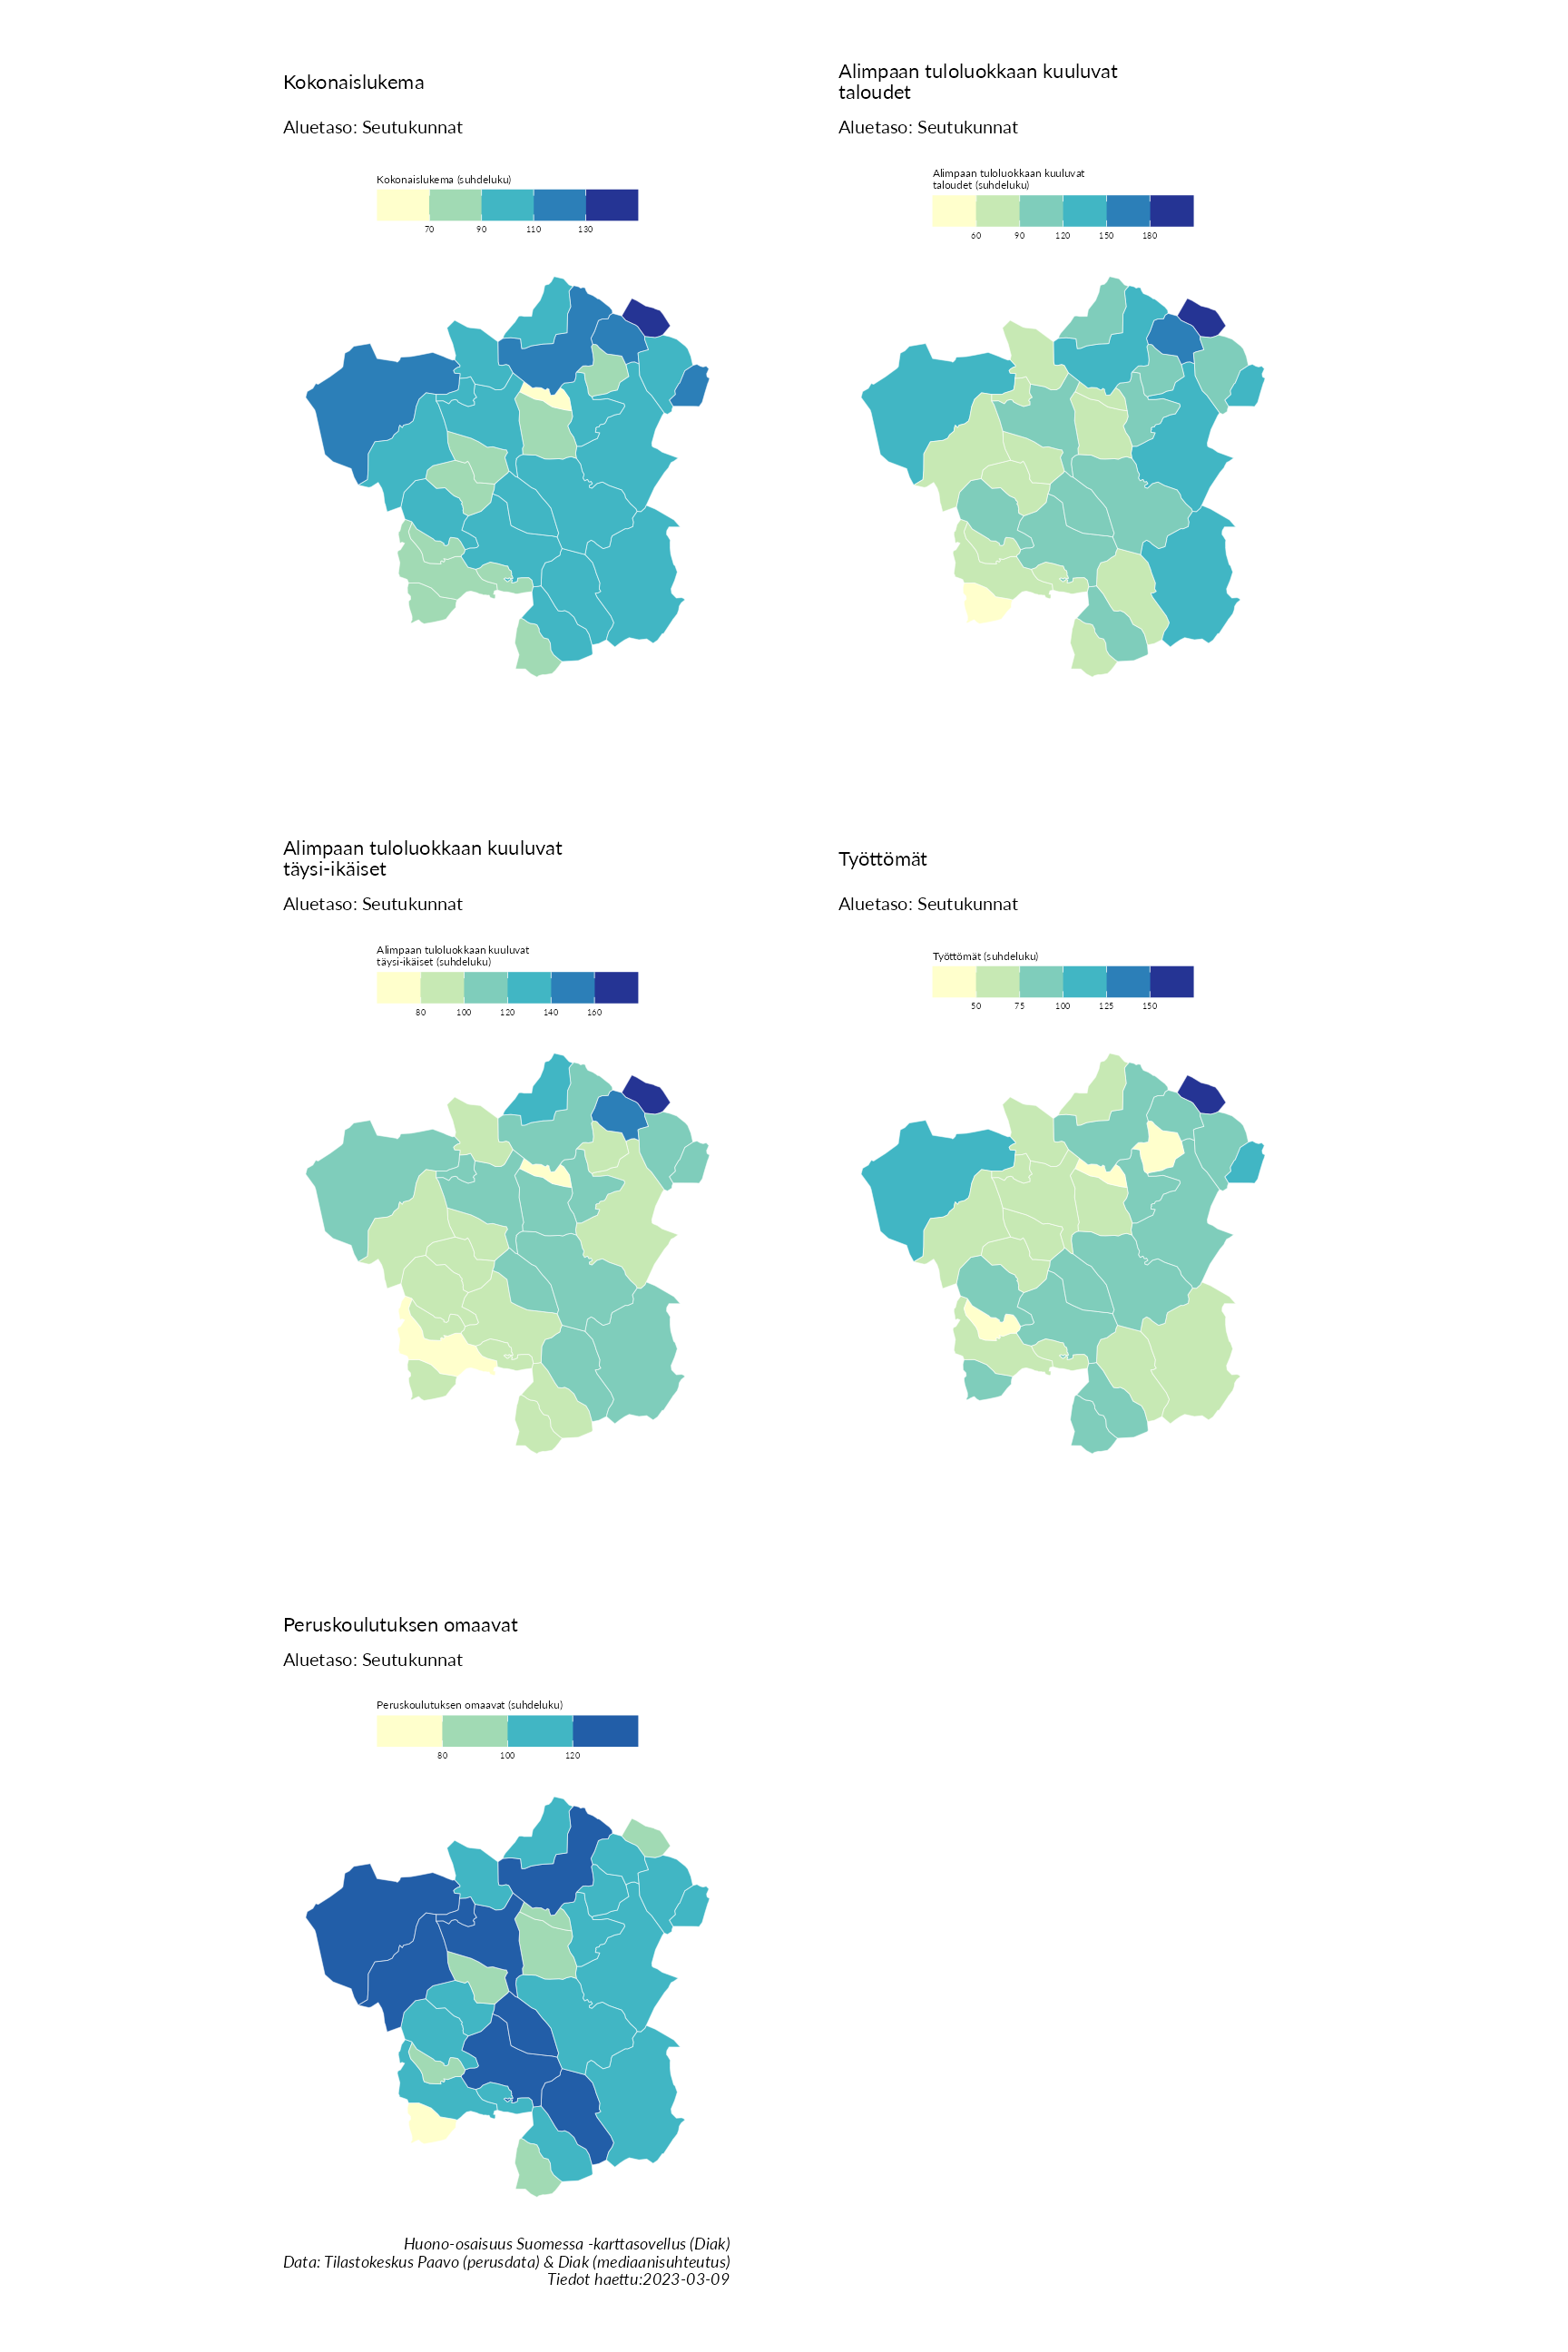 Kokonaislukema
Aluetaso: Seutukunnat
Kokonaislukema (suhdeluku)
70 90 110 130
Alimpaan tuloluokkaan kuuluvat
taloudet
Aluetaso: Seutukunnat
Alimpaan tuloluokkaan kuuluvat
taloudet (suhdeluku)
60 90 120 150 180
Alimpaan tuloluokkaan kuuluvat
täysi-ikäiset
Aluetaso: Seutukunnat
Alimpaan tuloluokkaan kuuluvat
täysi-ikäiset (suhdeluku)
80 100 120 140 160
Työttömät
Aluetaso: Seutukunnat
Työttömät (suhdeluku)
50 75 100 125 150
Peruskoulutuksen omaavat
Aluetaso: Seutukunnat
Peruskoulutuksen omaavat (suhdeluku)
80 100 120
Huono-osaisuus Suomessa -karttasovellus (Diak)
Data: Tilastokeskus Paavo (perusdata) & Diak (mediaanisuhteutus)
Tiedot haettu:2023-03-09